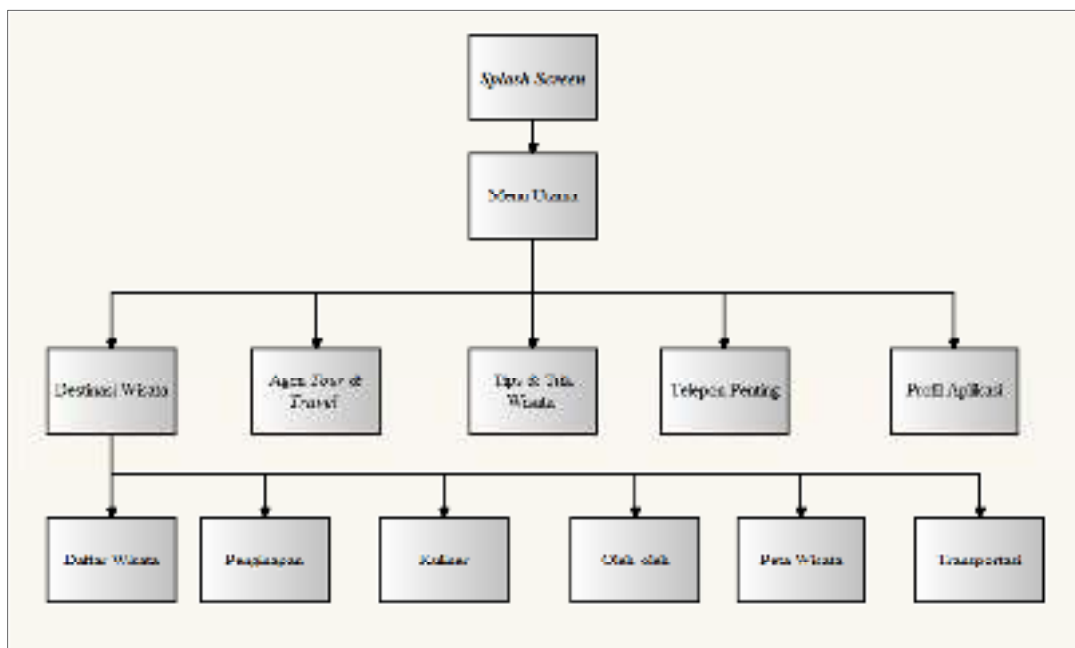 Splash Screen
Menu Utama
Destinasi Wisata
Agen Tour &
Travel
Tips & Trik
Wisata
Telepon Penting
Profil Aplikasi
Daftar Wisata
Penginapan
Kuliner
Oleh-oleh
Peta Wisata
Transportasi